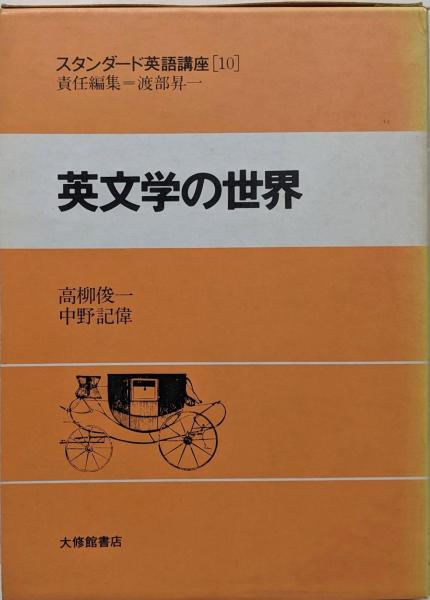 スタンダード英語講座[10]
責任編集=渡部昇一
英文学の世界
高柳俊一
中野記偉
大修館書店